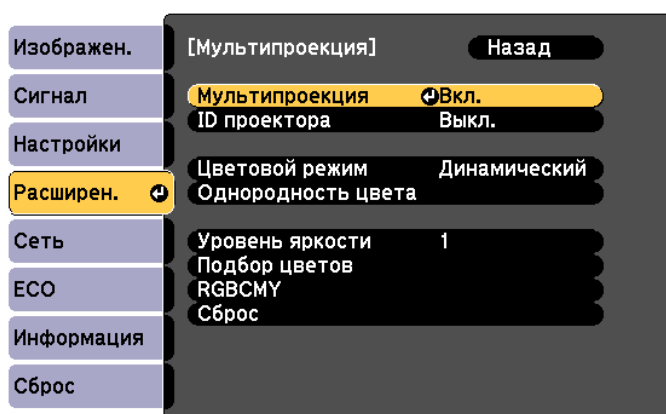 Изображен.
Сигнал
Настройки
Расширен.
Сеть
ECO
Информация
Сброс
[Мультипроекция] Назад
Мультипроекция Вкл.
ID проектора Выкл.
Цветовой режим Динамический
Однородность цвета
Уровень яркости 1
Подбор цветов
RGBCMY
Сброс